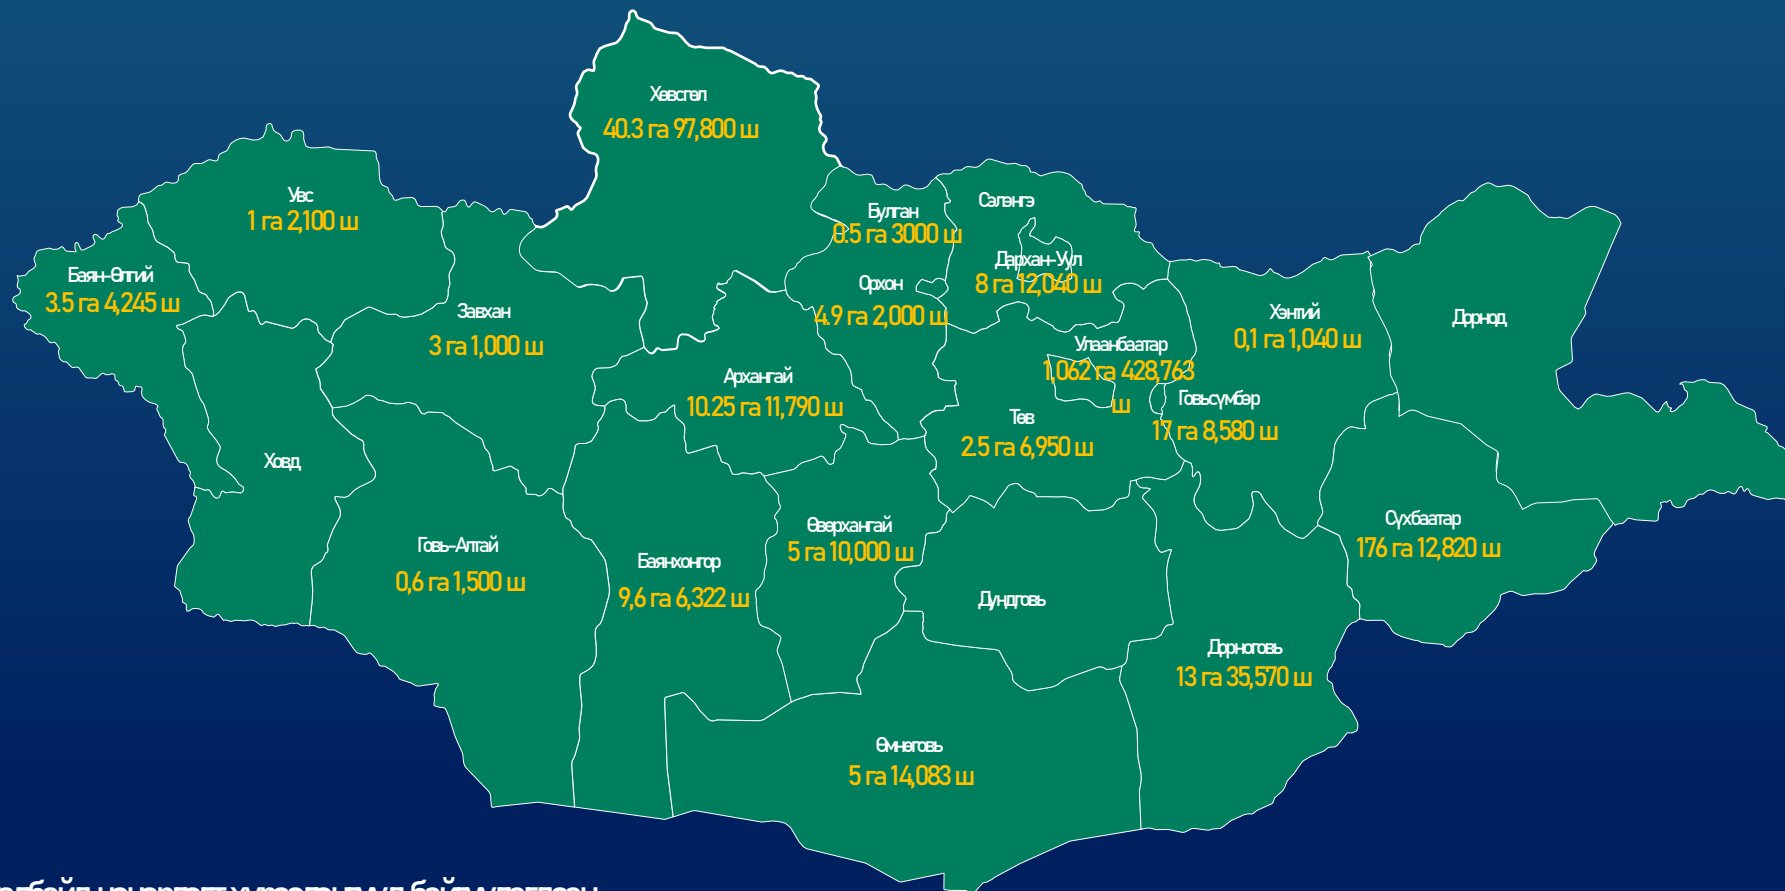 Хөвсгөл
40.3 га 97,800 ш
Увс
1 га 2,100 ш
Булган
0.5 га 3000 ш
Сэлэнгэ
Баян-Өлгий
3.5 га 4,245 ш
Дархан-Уул
8 га 12,040 ш
Орхон
4.9 га 2,000 ш
Завхан
3 га 1,000 ш
Хэнтий
0,1 га 1,040 ш
Дорнод
Улаанбаатар
1,062 га 428,763
ш
Архангай
10.25 га 11,790 ш
Говьсүмбэр
17 га 8,580 ш
Төв
2.5 га 6,950 ш
Ховд
Өвөрхангай
5 га 10,000 ш
Сүхбаатар
176 га 12,820 ш
Говь-Алтай
0,6 га 1,500 ш
Баянхонгор
9,6 га 6,322 ш
Дундговь
Дорноговь
13 га 35,570 ш
Өмнөговь
5 га 14,083 ш